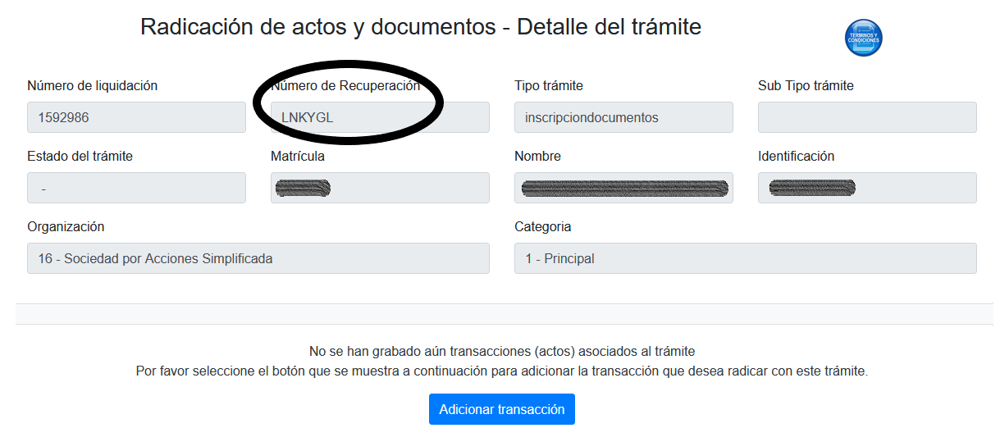 Radicación de actos y documentos - Detalle del trámite
TERMINOS Y
CONDICIONES
Número de liquidación
Número de Recuperación
Tipo trámite
Sub Tipo trámite
1592986
LNKYGL
inscripciondocumentos
Estado del trámite
Matrícula
Nombre
Identificación
-
Organización
Categoria
16 - Sociedad por Acciones Simplificada
1 - Principal
No se han grabado aún transacciones (actos) asociados al trámite
Por favor seleccione el botón que se muestra a continuación para adicionar la transacción que desea radicar con este trámite.
Adicionar transacción